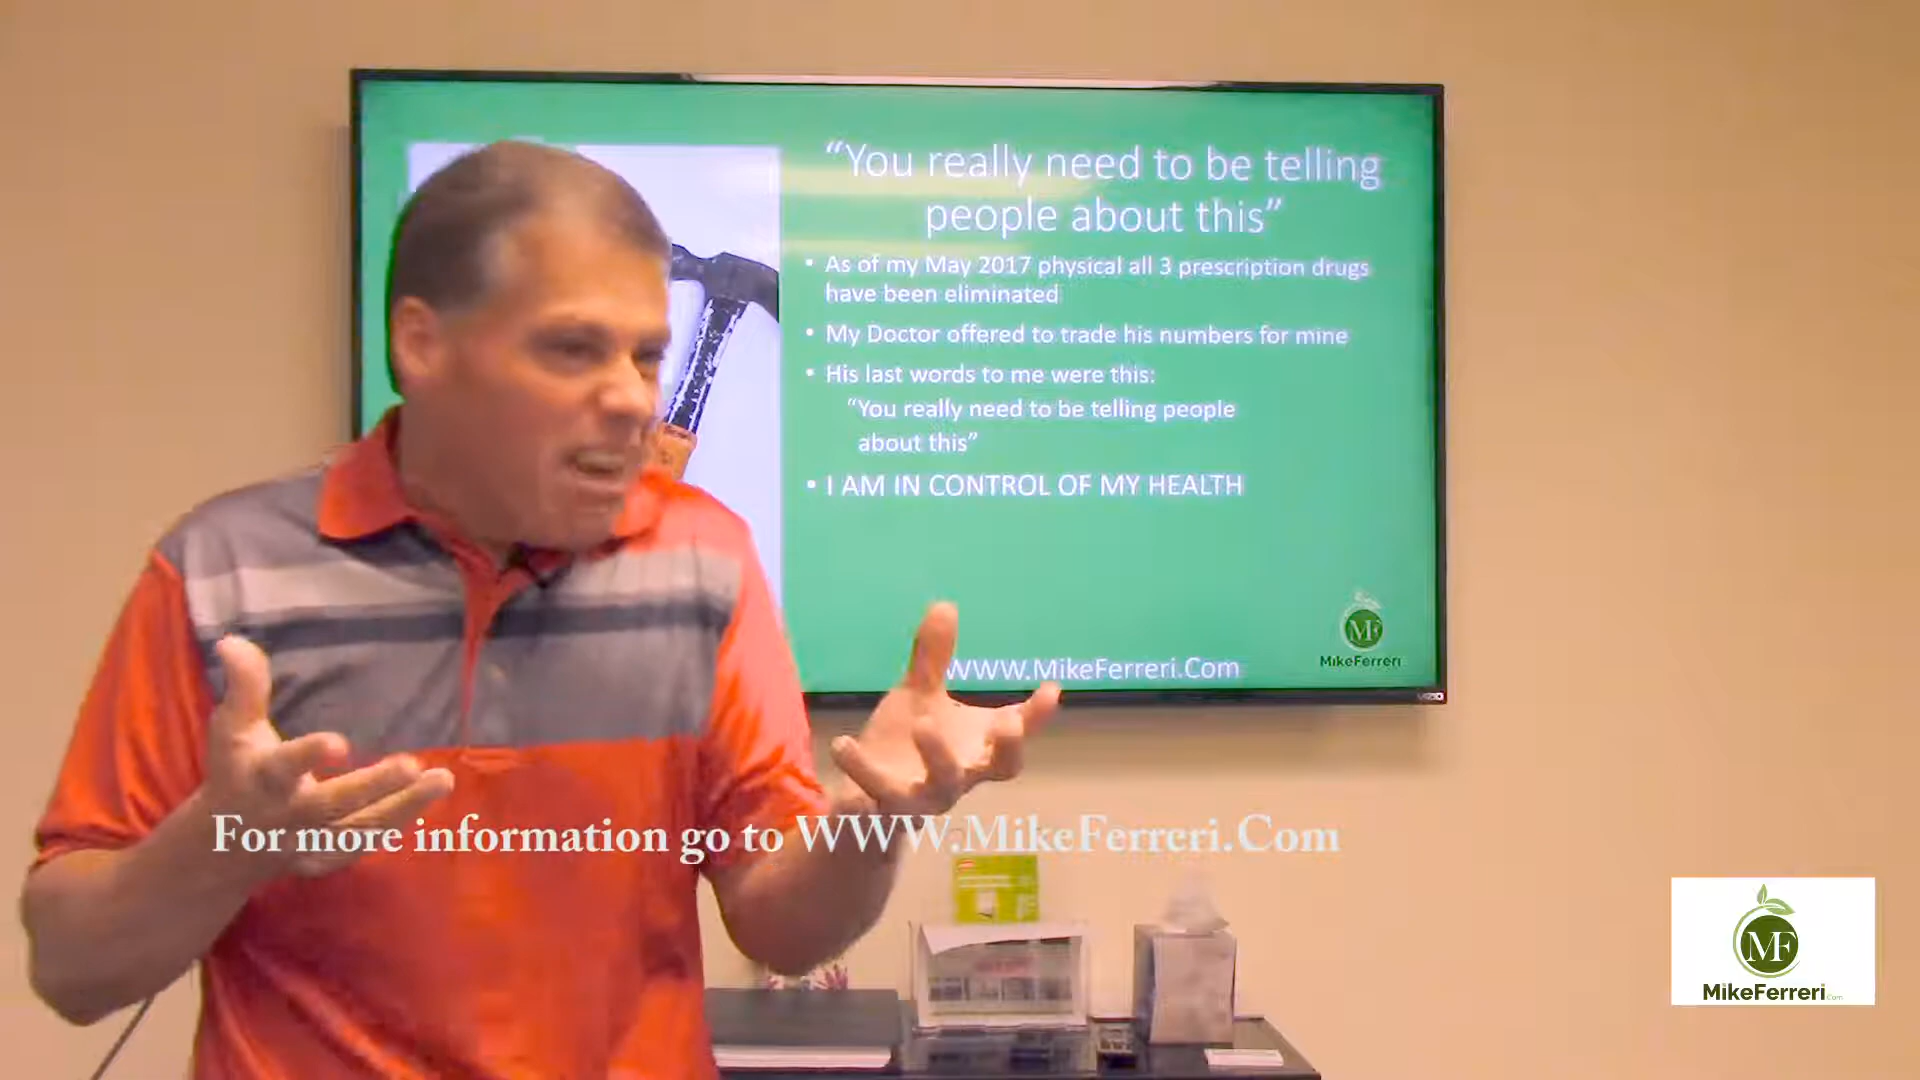 “You really need to be telling
people about this”
• As of my May 2017 physical all 3 prescription drugs
have been eliminated
• My Doctor offered to trade his numbers for mine
• His last words to me were this:
“You really need to be telling people
about this”
• I AM IN CONTROL OF MY HEALTH
WWW.MikeFerreri.Com
MF
MikeFerreri
VIZIO
For more information go to WWW.MikeFerreri.Com
MF
MikeFerreri.Com